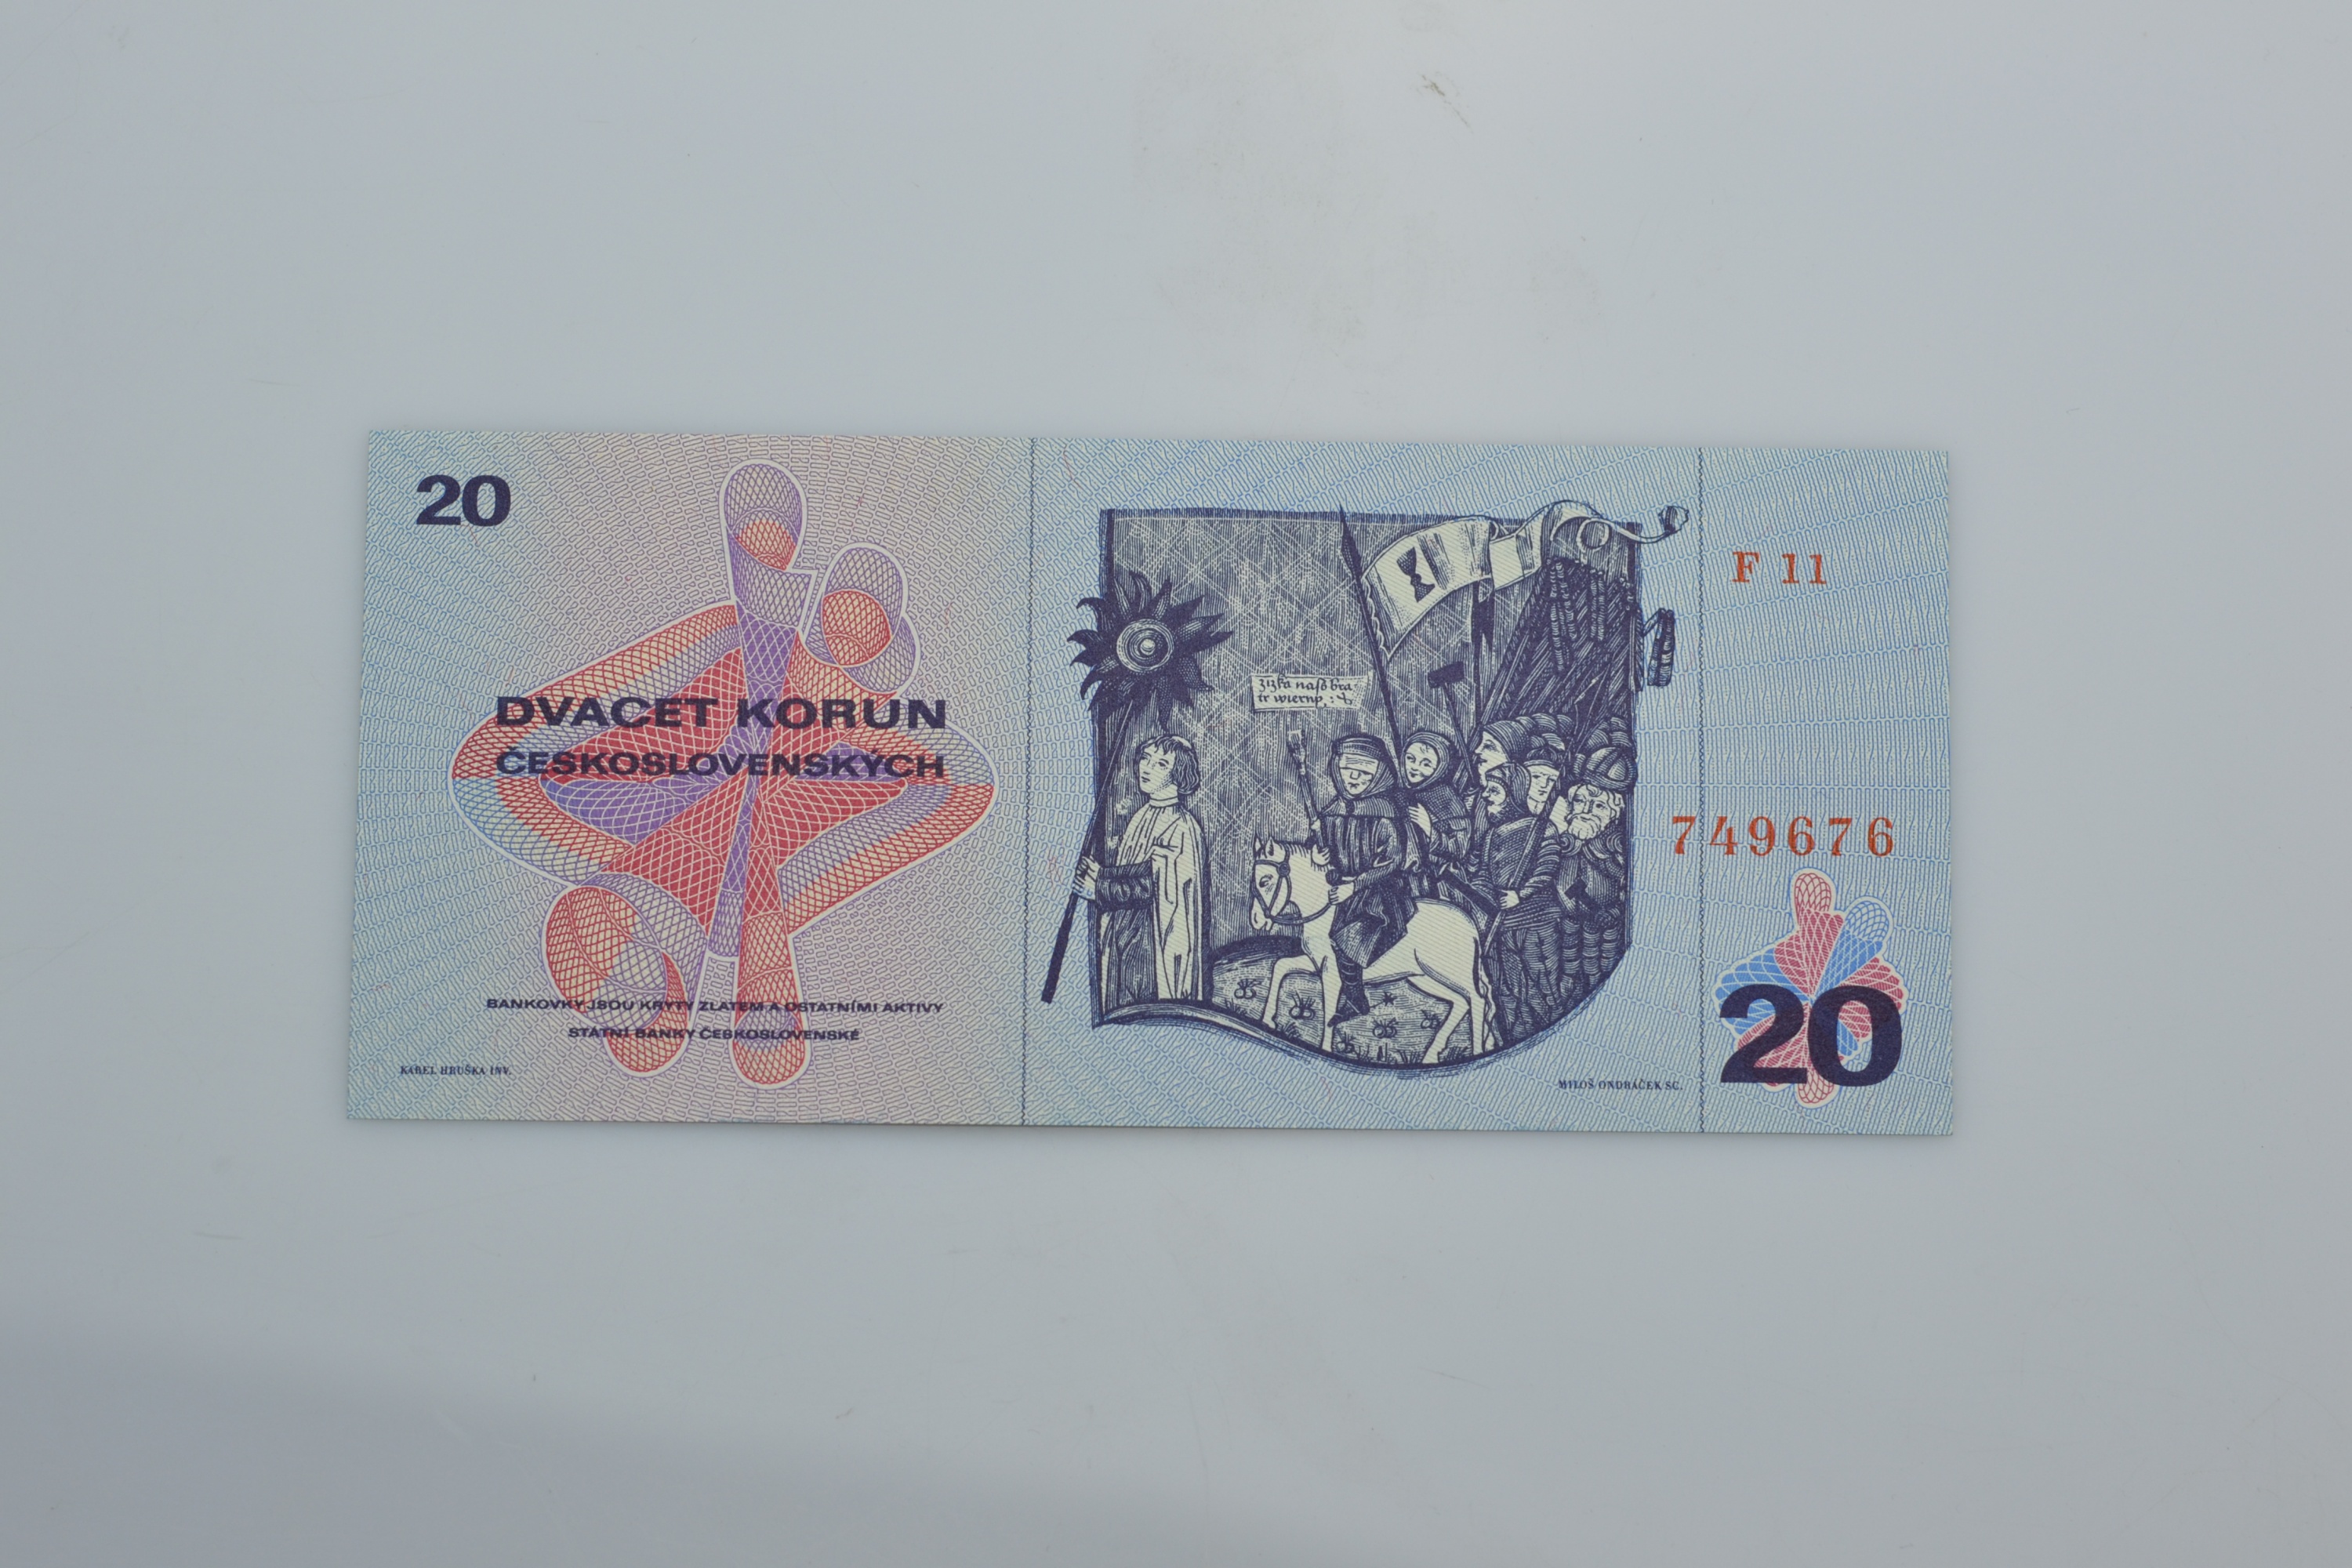 20
DVACET KORUN
ČESKOSLOVENSKÝCH
BANKOVKY JSOU KRYTY ZLATEM A OSTATNÍMI AKTIVY
STÁTNÍ BANKY ČESKOSLOVENSKÉ
KAREL HRUŠKA INV.
MILOŠ ONDRÁČEK SC.
F 11
749676
20